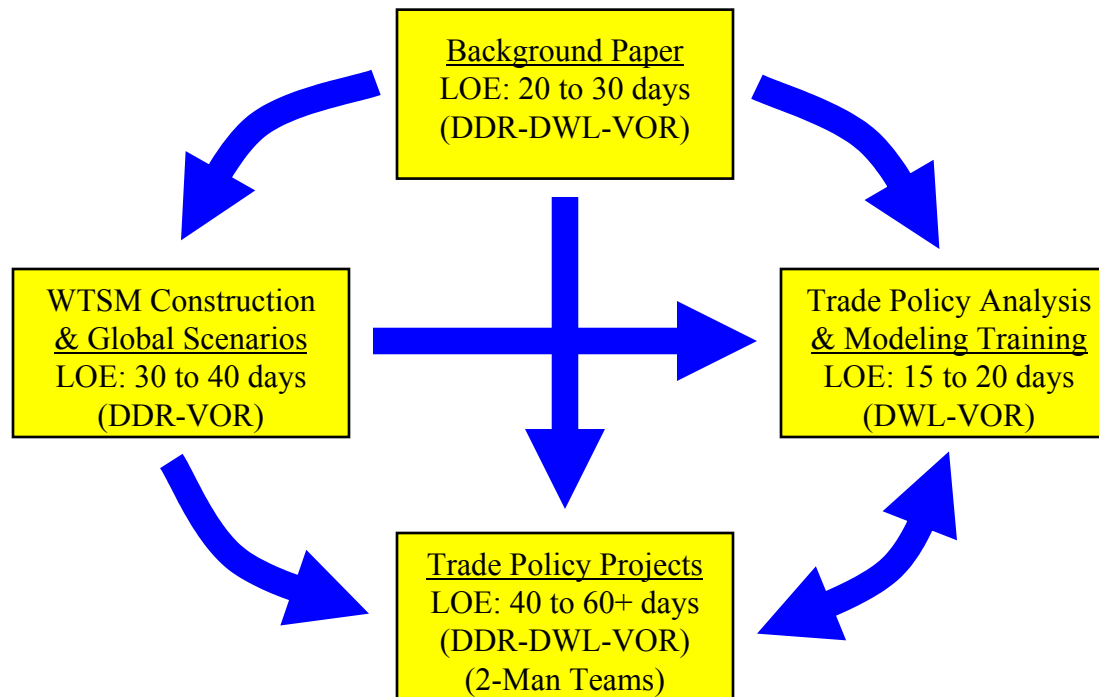 Background Paper
LOE: 20 to 30 days
(DDR-DWL-VOR)
WTSM Construction
& Global Scenarios
LOE: 30 to 40 days
(DDR-VOR)
Trade Policy Analysis
& Modeling Training
LOE: 15 to 20 days
(DWL-VOR)
Trade Policy Projects
LOE: 40 to 60+ days
(DDR-DWL-VOR)
(2-Man Teams)